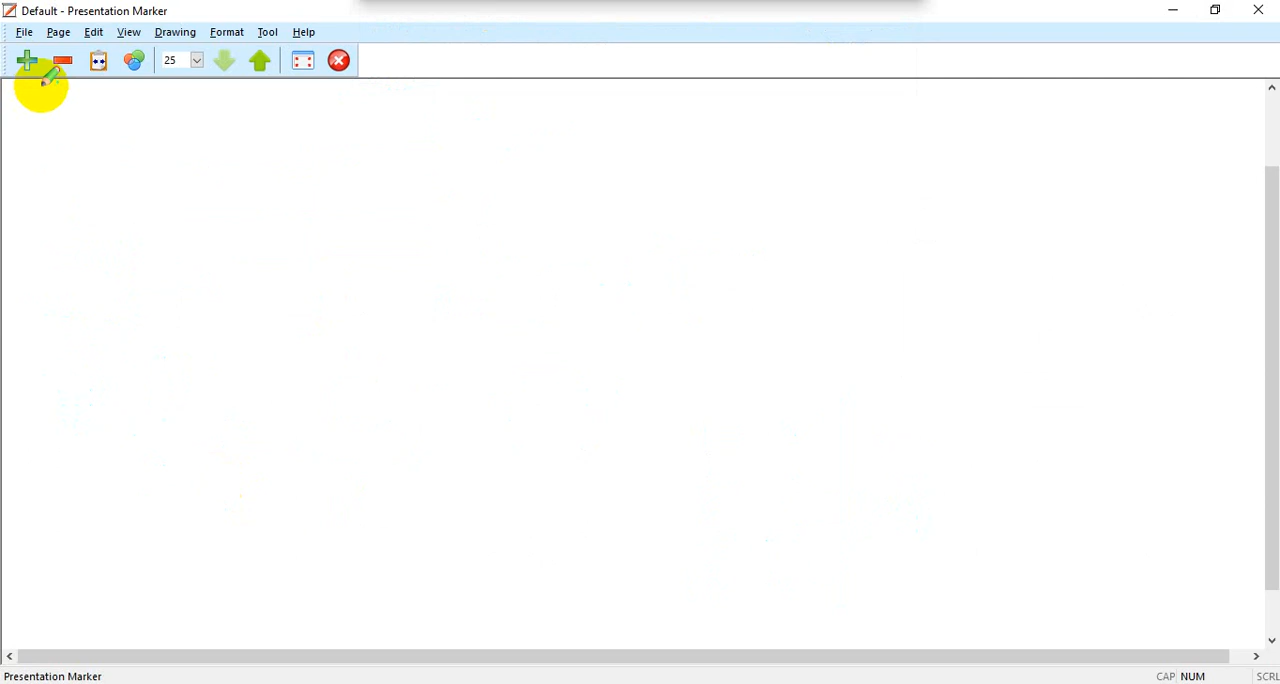 Default - Presentation Marker
File Page Edit View Drawing Format Tool Help
25
Presentation Marker CAP NUM SCRL